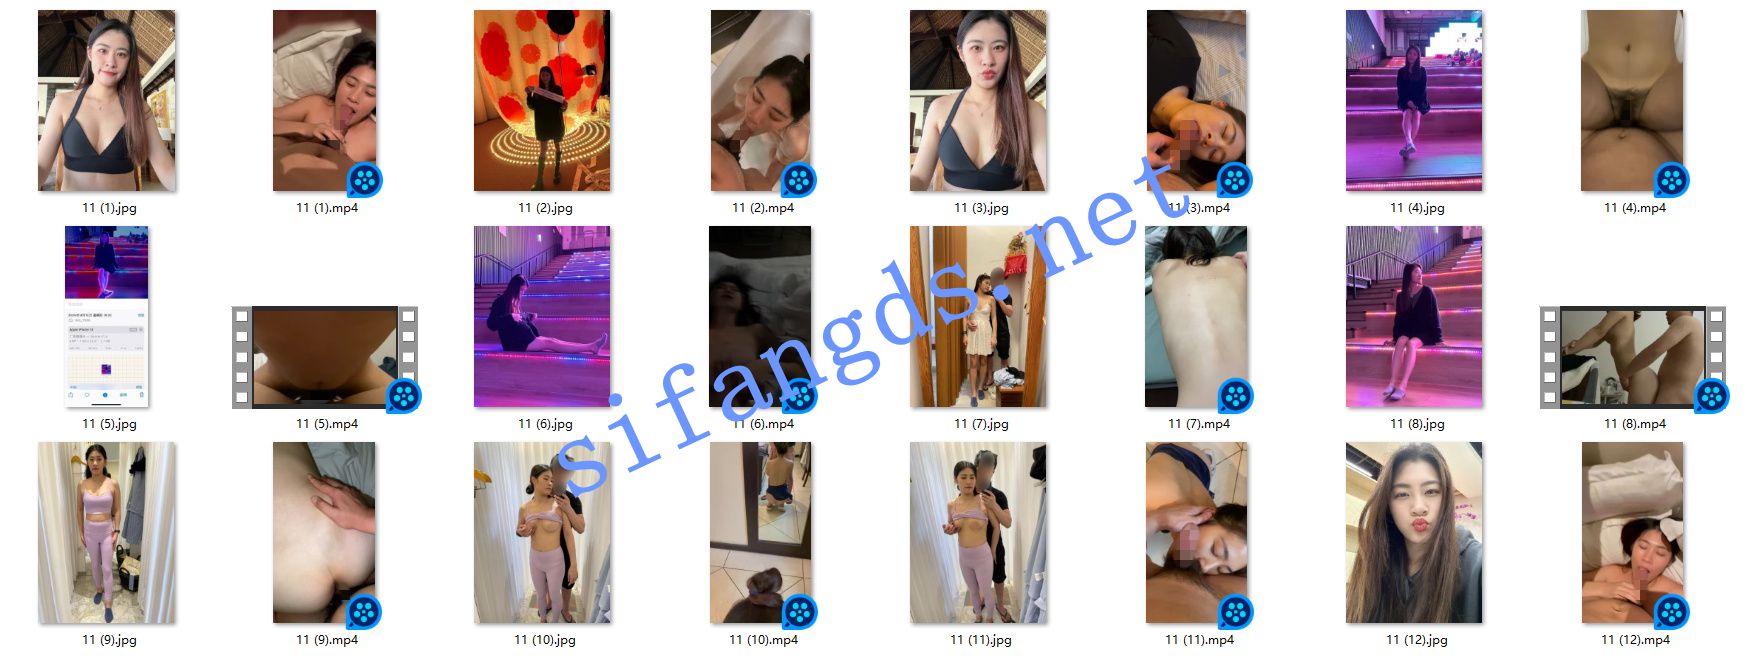 11 (1).jpg
11 (1).mp4
11 (2).jpg
11 (2).mp4
11 (3).jpg
11 (3).mp4
11 (4).jpg
11 (4).mp4
11 (5).jpg
11 (5).mp4
11 (6).jpg
11 (6).mp4
11 (7).jpg
11 (7).mp4
11 (8).jpg
11 (8).mp4
11 (9).jpg
11 (9).mp4
11 (10).jpg
11 (10).mp4
11 (11).jpg
11 (11).mp4
11 (12).jpg
11 (12).mp4
sifangds.net